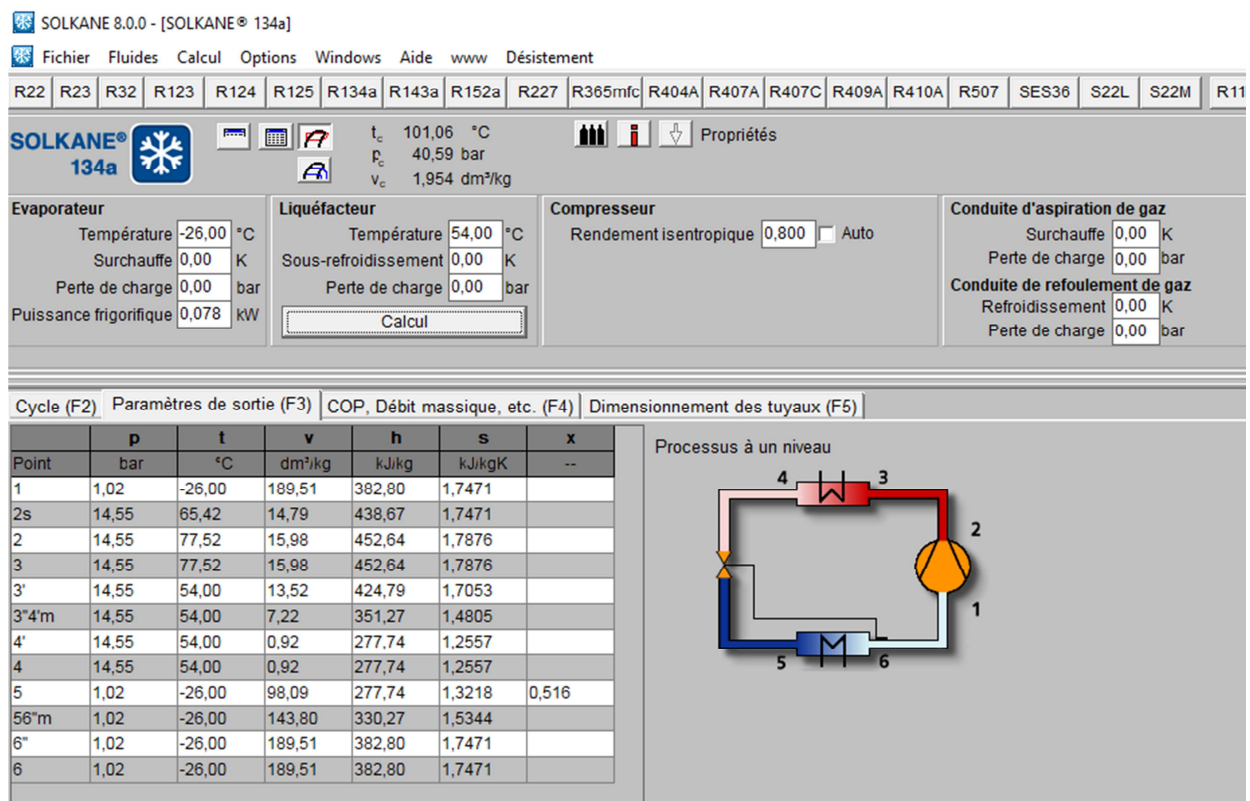 SOLKANE 8.0.0 - [SOLKANE® 134a]
Fichier Fluides Calcul Options Windows Aide www Désistement
R22 R23 R32 R123 R124 R125 R134a R143a R152a R227 R365mfc R404A R407A R407C R409A R410A R507 SES36 S22L S22M R11
SOLKANE®
134a
tc 101,06 °C
pc 40,59 bar
vc 1,954 dm³/kg
Propriétés
Evaporateur
Température -26,00 °C
Surchauffe 0,00 K
Perte de charge 0,00 bar
Puissance frigorifique 0,078 kW
Liquéfacteur
Température 54,00 °C
Sous-refroidissement 0,00 K
Perte de charge 0,00 bar
Calcul
Compresseur
Rendement isentropique 0,800 Auto
Conduite d'aspiration de gaz
Surchauffe 0,00 K
Perte de charge 0,00 bar
Conduite de refoulement de gaz
Refroidissement 0,00 K
Perte de charge 0,00 bar
Cycle (F2) Paramètres de sortie (F3) COP, Débit massique, etc. (F4) Dimensionnement des tuyaux (F5)
p t v h s x
Point bar °C dm³/kg kJ/kg kJ/kgK --
1 1,02 -26,00 189,51 382,80 1,7471
2s 14,55 65,42 14,79 438,67 1,7471
2 14,55 77,52 15,98 452,64 1,7876
3 14,55 77,52 15,98 452,64 1,7876
3' 14,55 54,00 13,52 424,79 1,7053
3"4'm 14,55 54,00 7,22 351,27 1,4805
4' 14,55 54,00 0,92 277,74 1,2557
4 14,55 54,00 0,92 277,74 1,2557
5 1,02 -26,00 98,09 277,74 1,3218 0,516
56"m 1,02 -26,00 143,80 330,27 1,5344
6" 1,02 -26,00 189,51 382,80 1,7471
6 1,02 -26,00 189,51 382,80 1,7471
Processus à un niveau
4 3
2
1
5 6